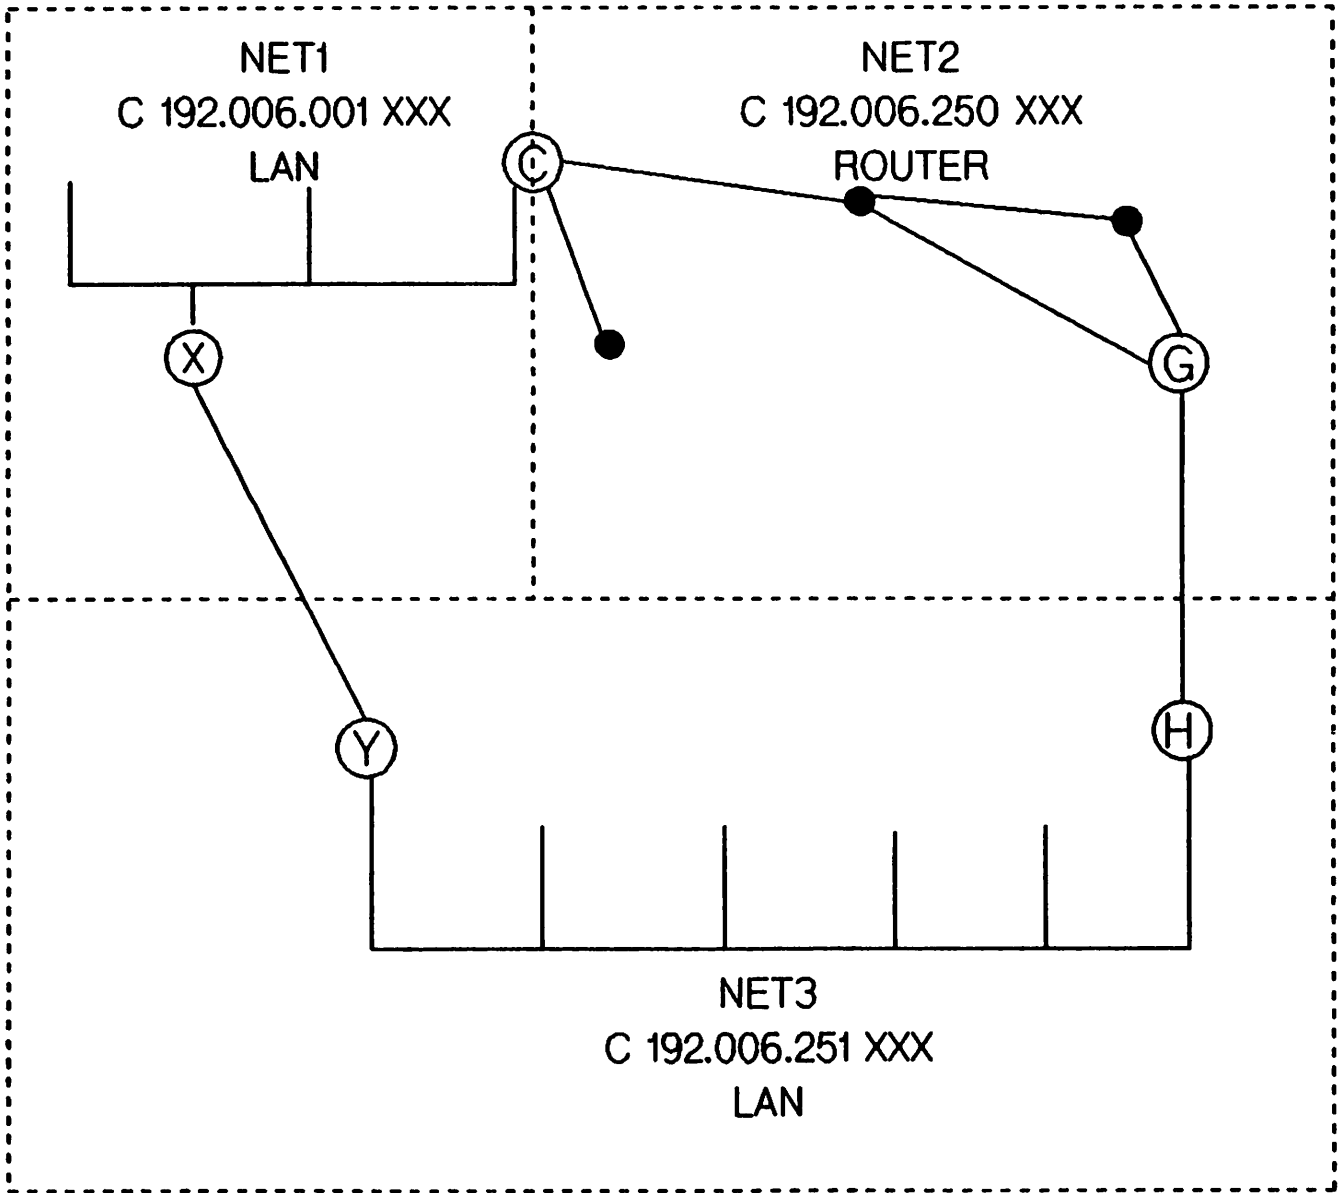 NET1
C 192.006.001 XXX
LAN
NET2
C 192.006.250 XXX
ROUTER
C
X
G
Y
H
NET3
C 192.006.251 XXX
LAN